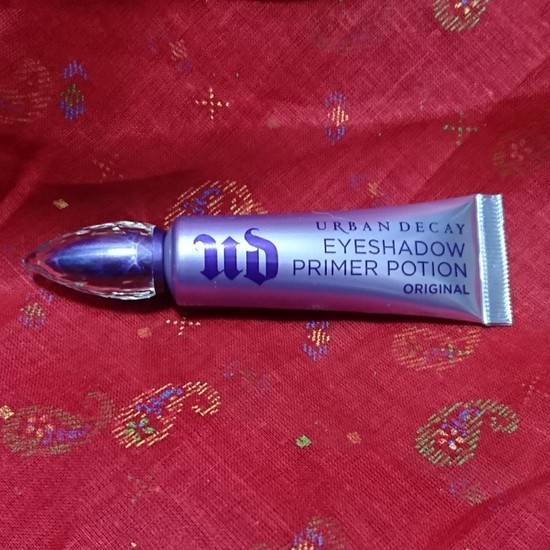 UD
URBAN DECAY
EYESHADOW
PRIMER POTION
ORIGINAL